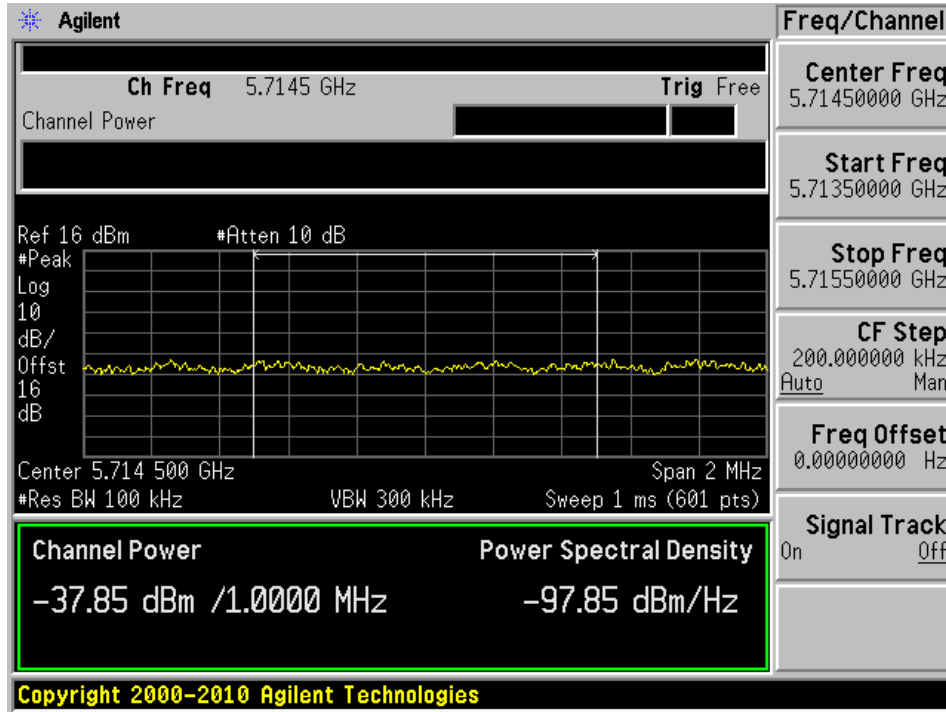 Agilent
Freq/Channel
Ch Freq 5.7145 GHz Trig Free
Channel Power
Center Freq
5.71450000 GHz
Start Freq
5.71350000 GHz
Stop Freq
5.71550000 GHz
CF Step
200.000000 kHz
Auto Man
Freq Offset
0.00000000 Hz
Signal Track
On Off
Ref 16 dBm #Atten 10 dB
#Peak
Log
10
dB/
Offst
16
dB
Center 5.714 500 GHz Span 2 MHz
#Res BW 100 kHz VBW 300 kHz Sweep 1 ms (601 pts)
Channel Power Power Spectral Density
-37.85 dBm /1.0000 MHz -97.85 dBm/Hz
Copyright 2000-2010 Agilent Technologies